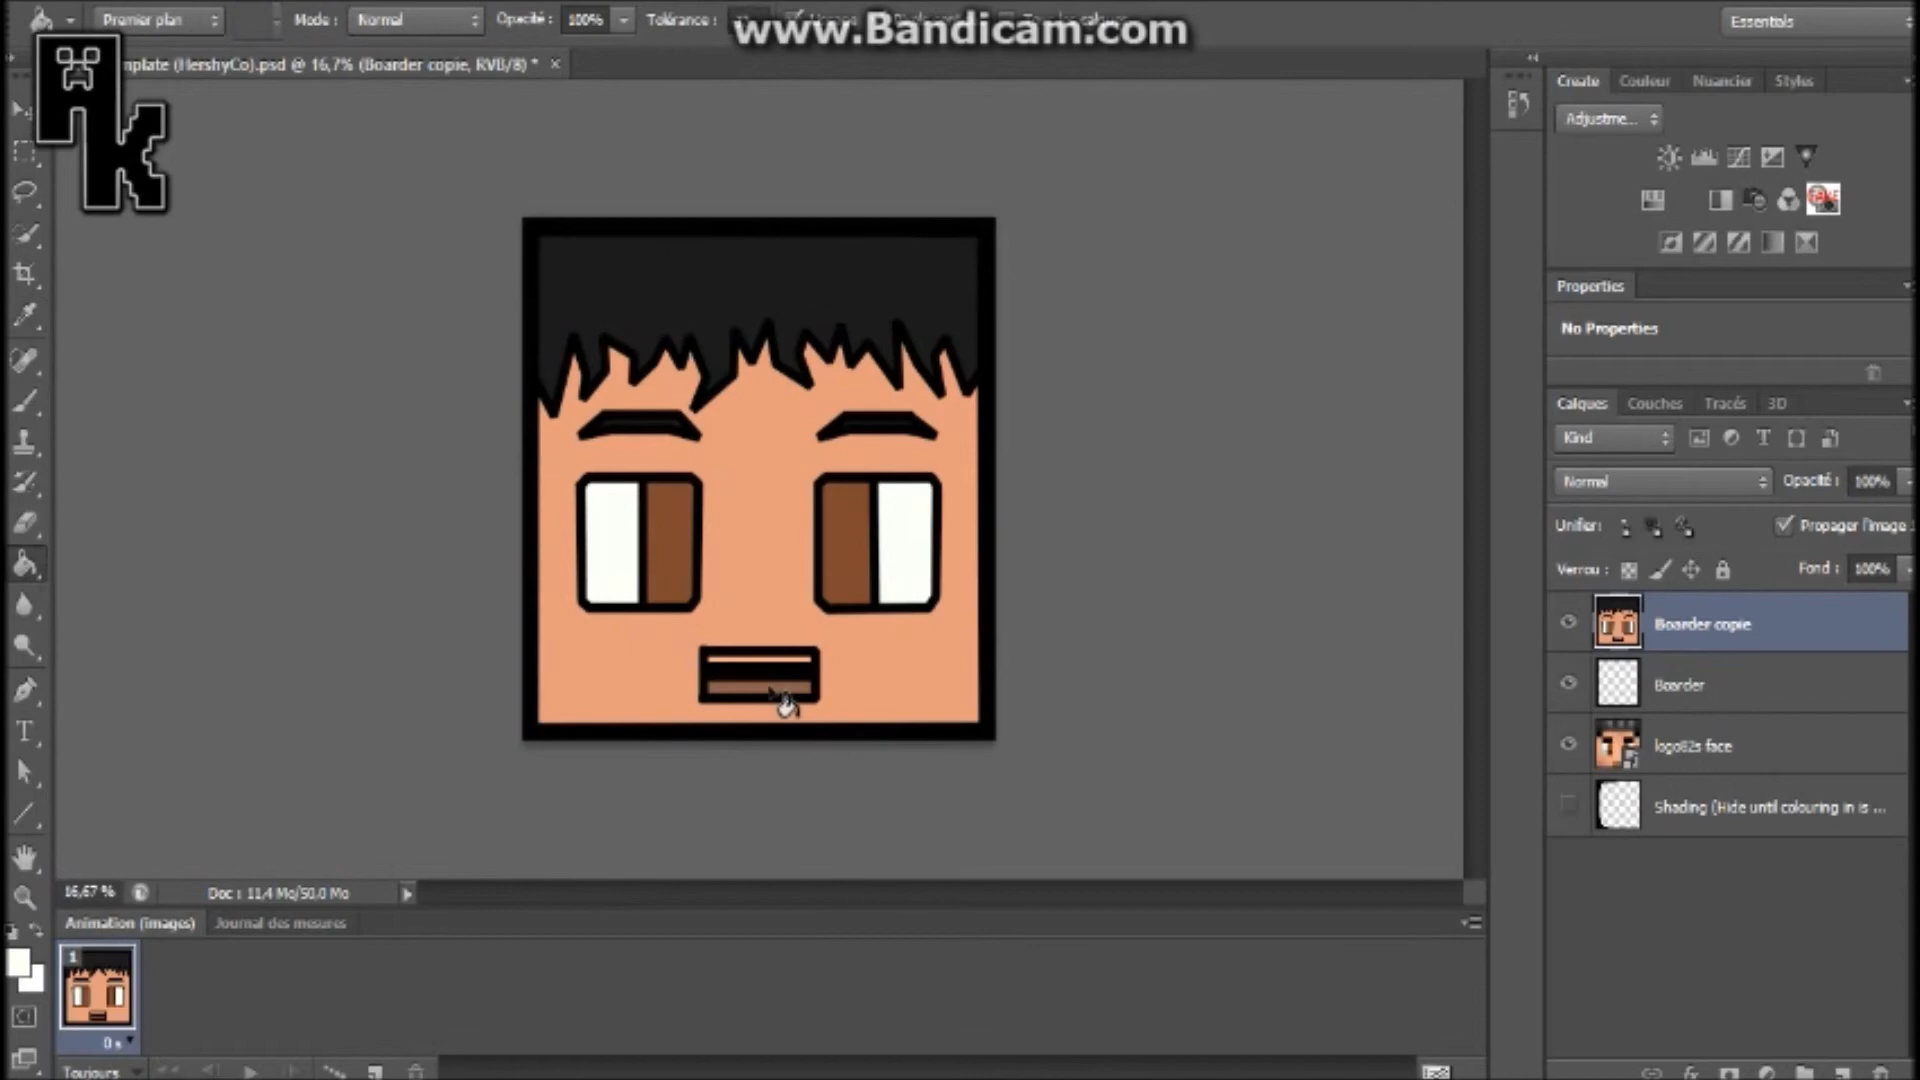 Premier plan Mode : Normal Opacité : 100% Tolérance :
www.Bandicam.com
Essentials
mplate (HershyCo).psd @ 16,7% (Boarder copie, RVB/8) * ×
K
Create Couleur Nuancier Styles
Adjustme...
Properties
No Properties
Calques Couches Tracés 3D
Kind
Normal Opacité : 100%
Unifier: Propager l'image
Verrou : Fond : 100%
Boarder copie
Boarder
logo82s face
Shading (Hide until colouring in is ...
16,67 % Doc : 11,4 Mo/50,0 Mo
Animation (images) Journal des mesures
1
0 s
Toujours